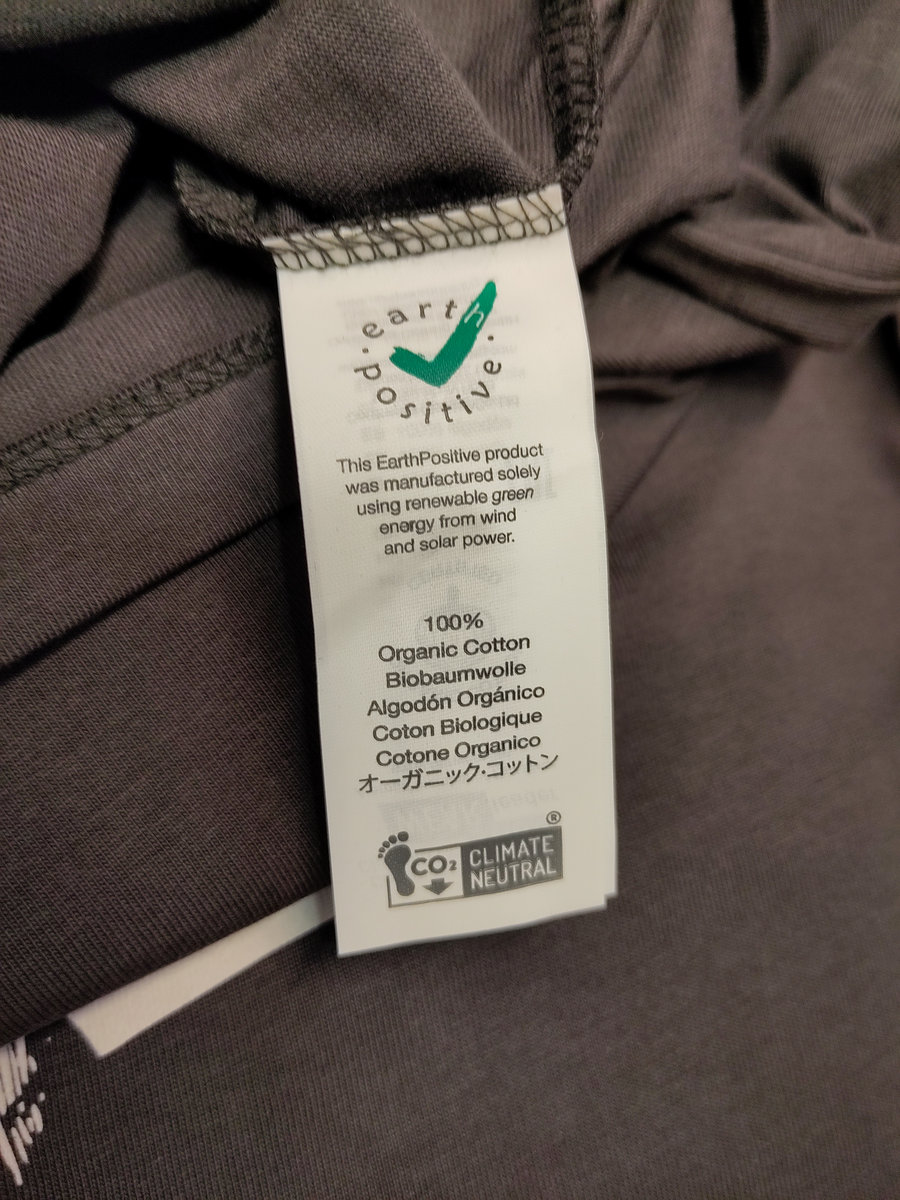 earth
positive
This EarthPositive product
was manufactured solely
using renewable green
energy from wind
and solar power.
100%
Organic Cotton
Biobaumwolle
Algodón Orgánico
Coton Biologique
Cotone Organico
オーガニック·コットン
®
CO₂
CLIMATE
NEUTRAL